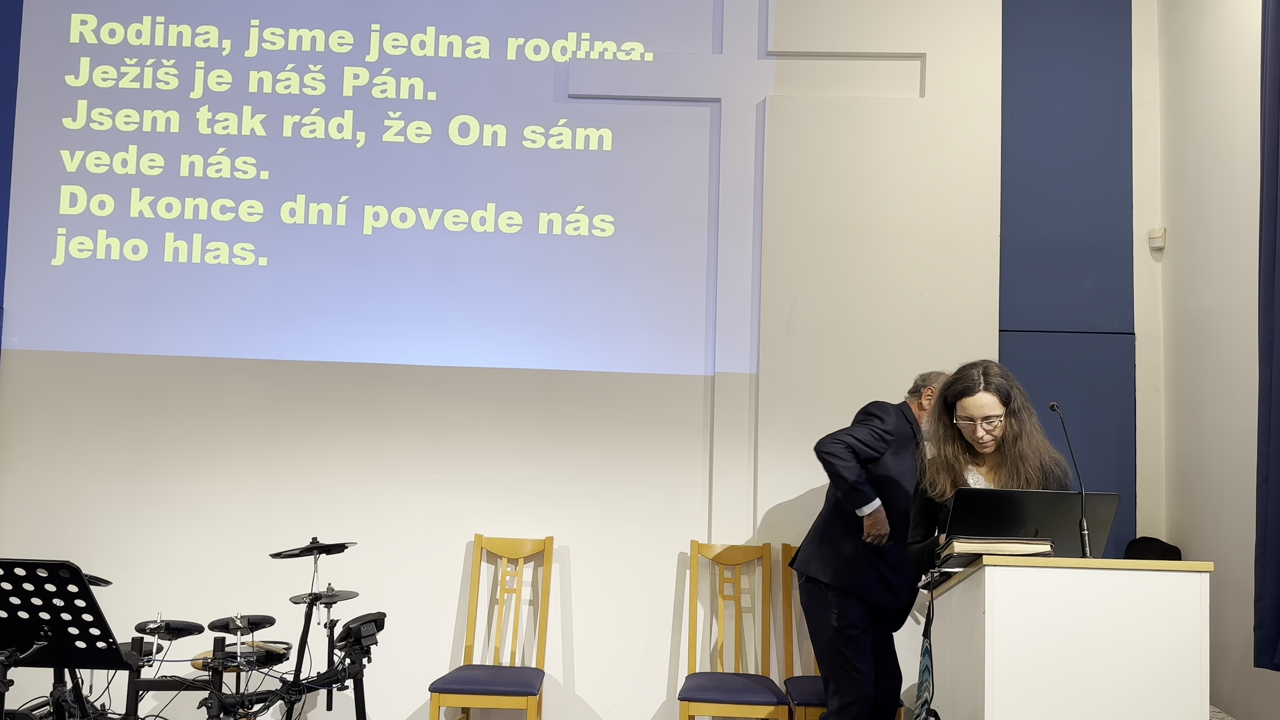 Rodina, jsme jedna rodina.
Ježíš je náš Pán.
Jsem tak rád, že On sám
vede nás.
Do konce dní povede nás
jeho hlas.